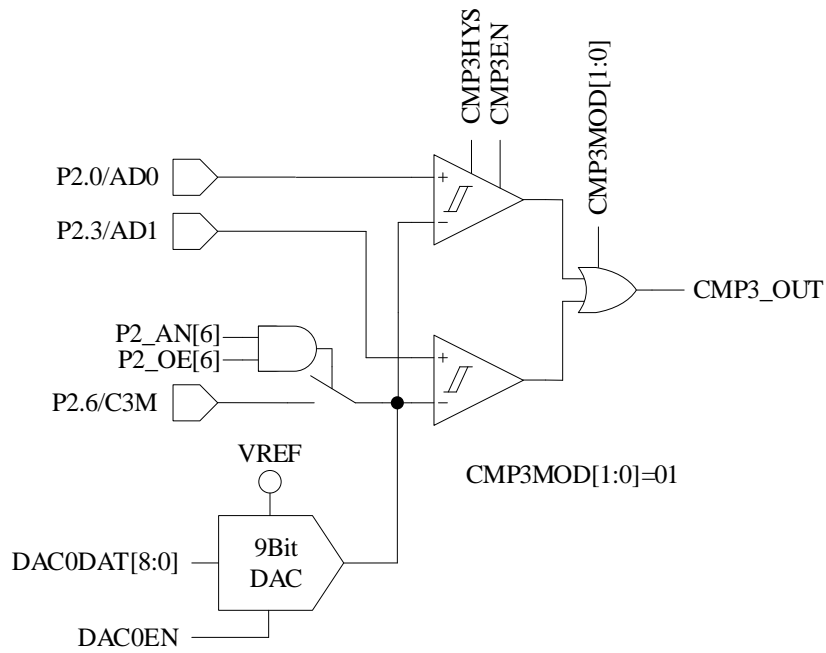 CMP3HYS
CMP3EN
CMP3MOD[1:0]
P2.0/AD0
+
−
P2.3/AD1
CMP3_OUT
P2_AN[6]
P2_OE[6]
+
−
P2.6/C3M
VREF
CMP3MOD[1:0]=01
9Bit
DAC
DAC0DAT[8:0]
DAC0EN